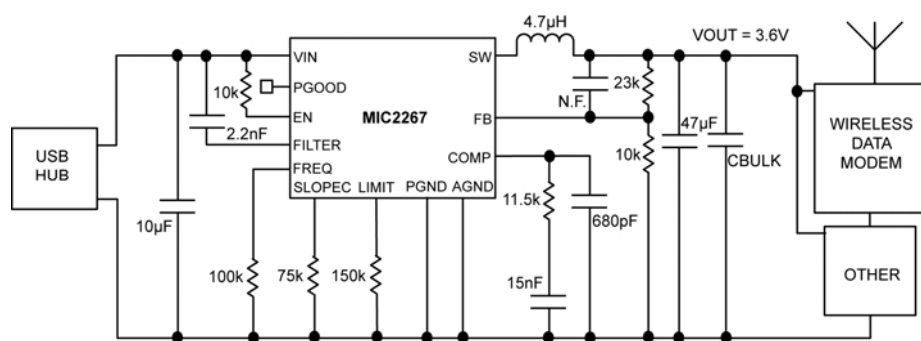 4.7µH
VOUT = 3.6V
VIN
SW
PGOOD
10k
23k
EN
MIC2267
N.F.
FB
2.2nF
FILTER
10k
47µF
WIRELESS
DATA
MODEM
USB
HUB
COMP
CBULK
FREQ
SLOPEC
LIMIT
PGND
AGND
11.5k
10µF
680pF
100k
75k
150k
15nF
OTHER